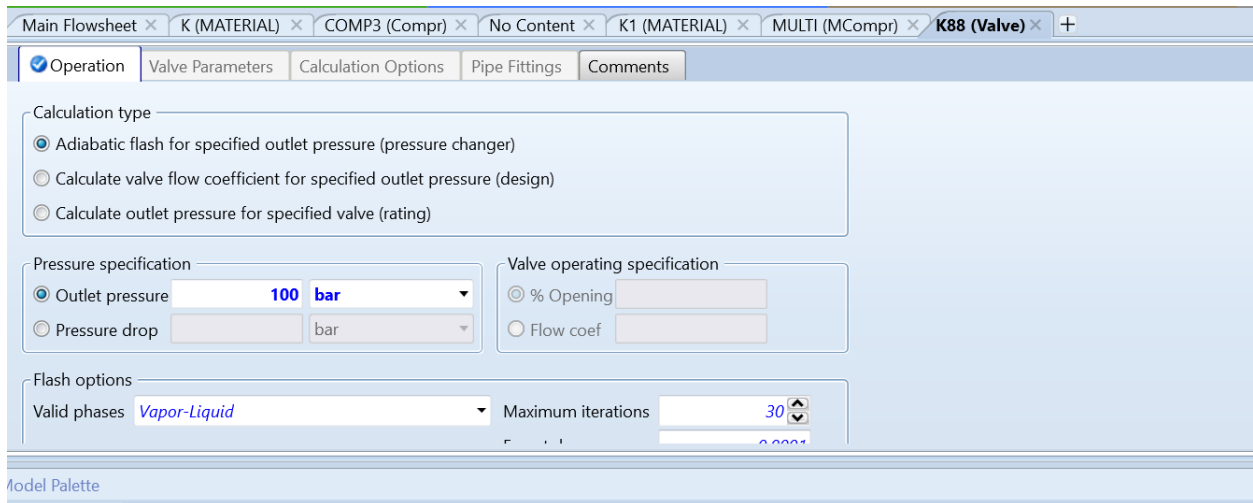 Main Flowsheet × K (MATERIAL) × COMP3 (Compr) × No Content × K1 (MATERIAL) × MULTI (MCompr) × K88 (Valve) × +
Operation Valve Parameters Calculation Options Pipe Fittings Comments
Calculation type
Adiabatic flash for specified outlet pressure (pressure changer)
Calculate valve flow coefficient for specified outlet pressure (design)
Calculate outlet pressure for specified valve (rating)
Pressure specification
Outlet pressure 100 bar
Pressure drop bar
Valve operating specification
% Opening
Flow coef
Flash options
Valid phases Vapor-Liquid Maximum iterations 30
0.0001
Model Palette